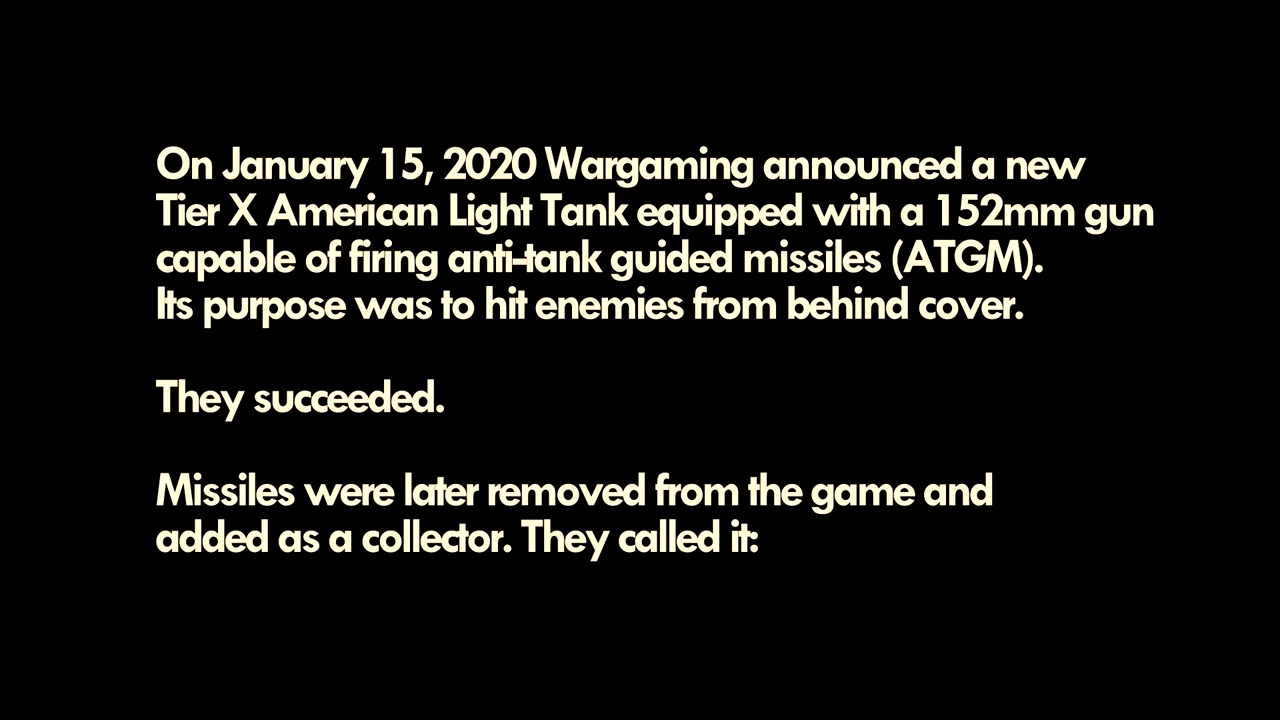 On January 15, 2020 Wargaming announced a new
Tier X American Light Tank equipped with a 152mm gun
capable of firing anti-tank guided missiles (ATGM).
Its purpose was to hit enemies from behind cover.
They succeeded.
Missiles were later removed from the game and
added as a collector. They called it: